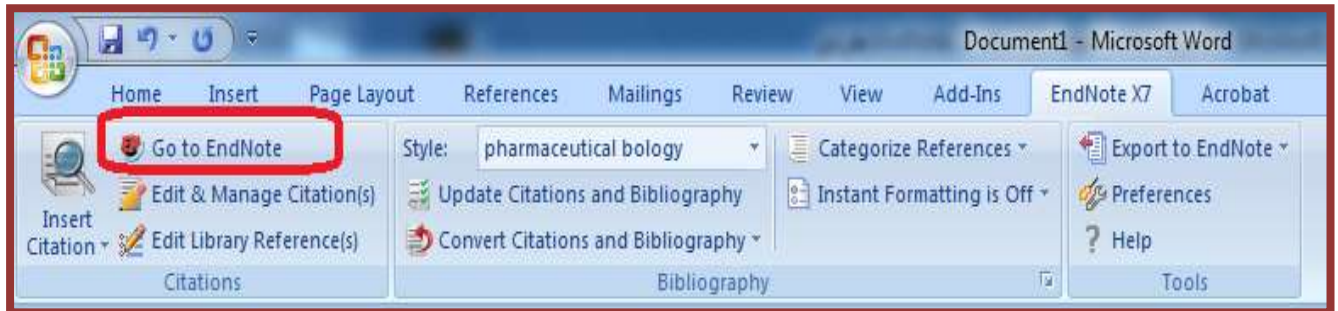 Document1 - Microsoft Word
Home Insert Page Layout References Mailings Review View Add-Ins EndNote X7 Acrobat
Go to EndNote
Edit & Manage Citation(s)
Edit Library Reference(s)
Insert
Citation
Citations
Style: pharmaceutical bology
Update Citations and Bibliography
Convert Citations and Bibliography
Categorize References
Instant Formatting is Off
Bibliography
Export to EndNote
Preferences
? Help
Tools